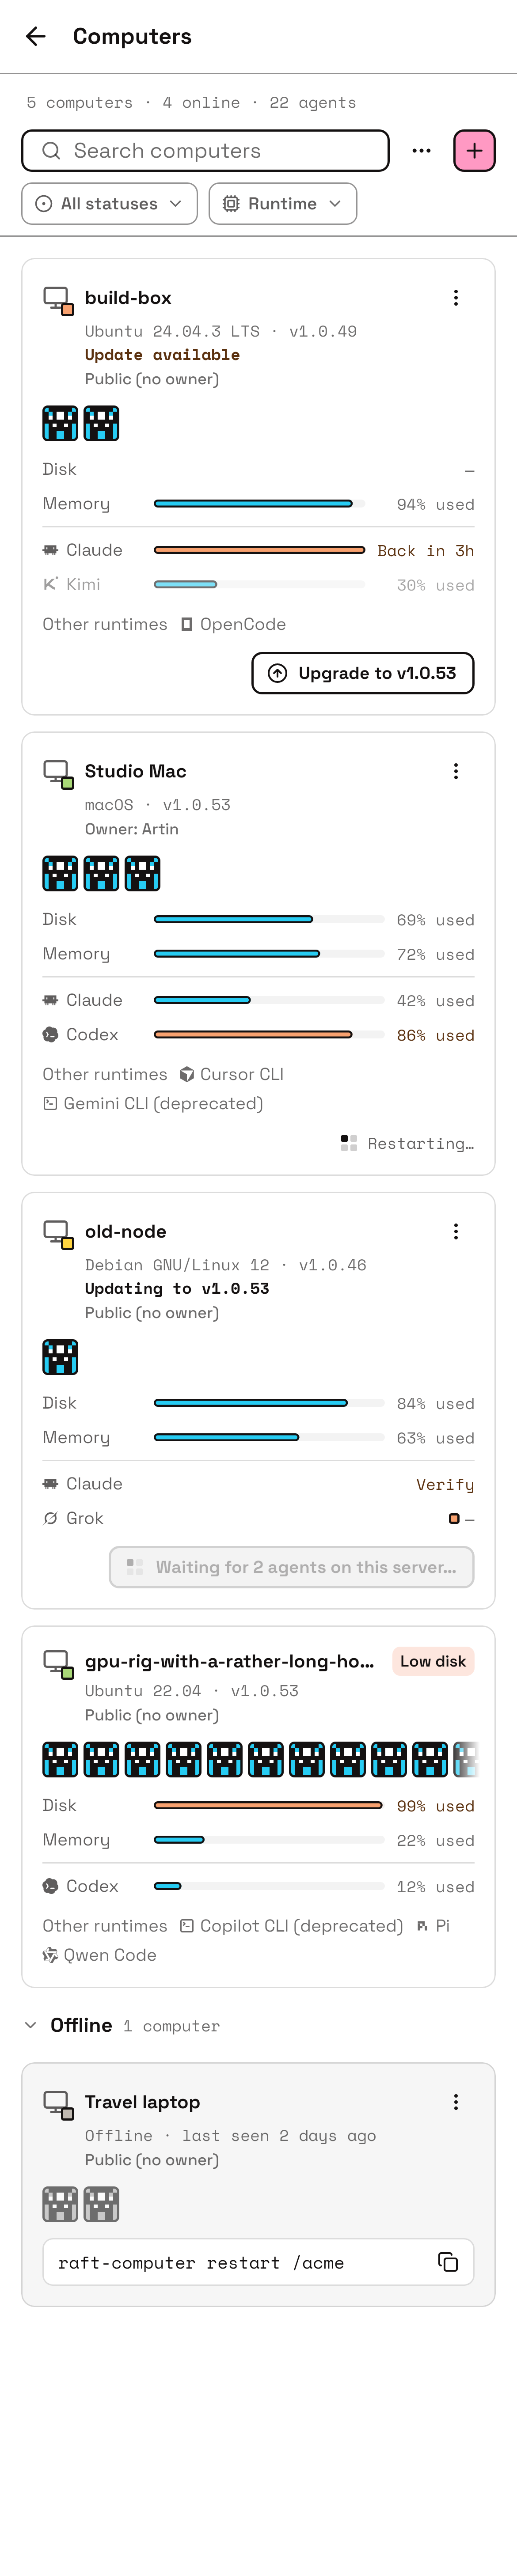 Computers
5 computers · 4 online · 22 agents
Search computers
All statuses
Runtime
build-box
Ubuntu 24.04.3 LTS · v1.0.49
Update available
Public (no owner)
Disk –
Memory 94% used
Claude Back in 3h
Kimi 30% used
Other runtimes OpenCode
Upgrade to v1.0.53
Studio Mac
macOS · v1.0.53
Owner: Artin
Disk 69% used
Memory 72% used
Claude 42% used
Codex 86% used
Other runtimes Cursor CLI
Gemini CLI (deprecated)
Restarting…
old-node
Debian GNU/Linux 12 · v1.0.46
Updating to v1.0.53
Public (no owner)
Disk 84% used
Memory 63% used
Claude Verify
Grok –
Waiting for 2 agents on this server…
gpu-rig-with-a-rather-long-ho… Low disk
Ubuntu 22.04 · v1.0.53
Public (no owner)
Disk 99% used
Memory 22% used
Codex 12% used
Other runtimes Copilot CLI (deprecated) Pi
Qwen Code
Offline 1 computer
Travel laptop
Offline · last seen 2 days ago
Public (no owner)
raft-computer restart /acme